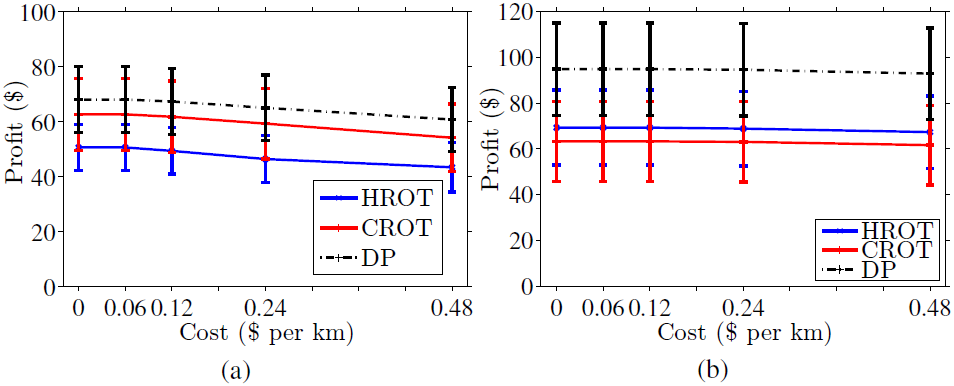 100
80
60
40
20
0
Profit ($)
0 0.06 0.12 0.24 0.48
Cost ($ per km)
HROT
CROT
DP
(a)
120
100
80
60
40
20
0
Profit ($)
0 0.06 0.12 0.24 0.48
Cost ($ per km)
HROT
CROT
DP
(b)